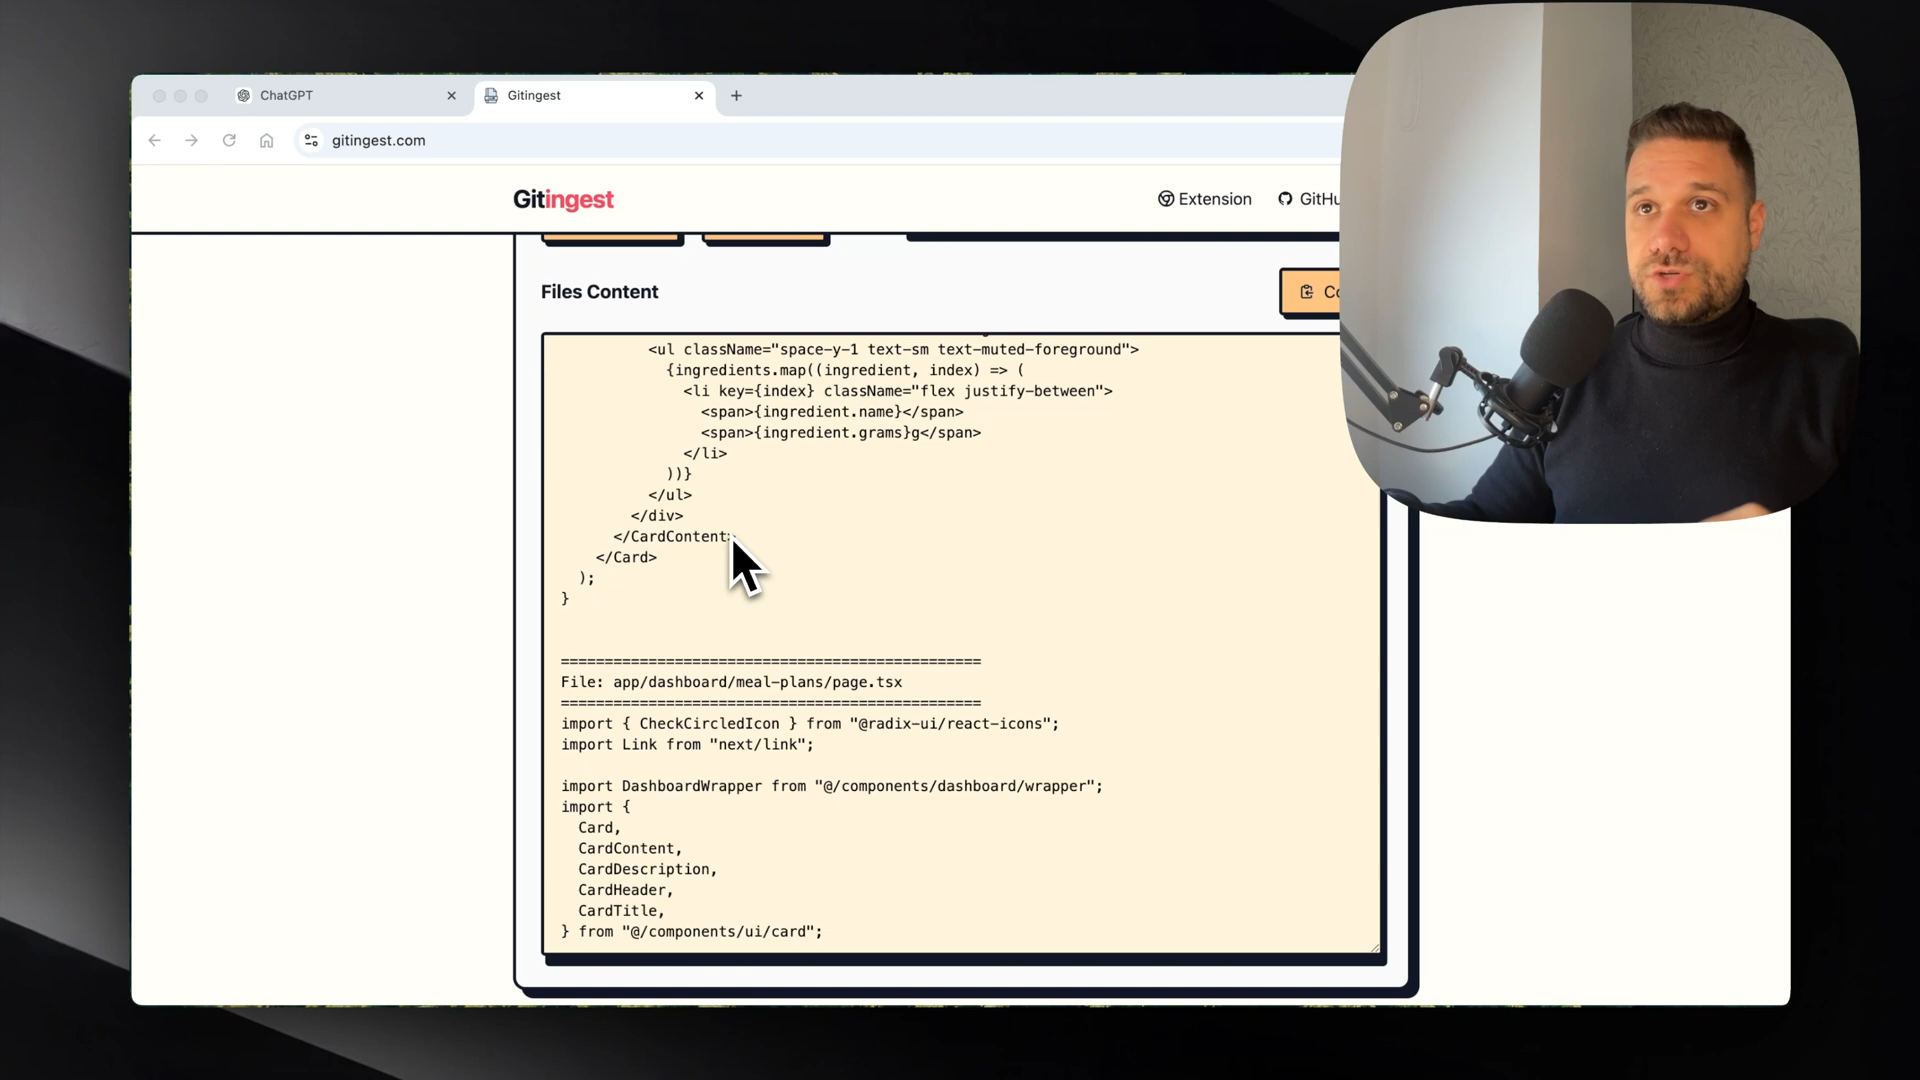 ChatGPT
Gitingest
gitingest.com
Gitingest
Extension
Files Content
<ul className="space-y-1 text-sm text-muted-foreground">
{ingredients.map((ingredient, index) => (
<li key={index} className="flex justify-between">
<span>{ingredient.name}</span>
<span>{ingredient.grams}g</span>
</li>
))}
</ul>
</div>
</CardContent>
</Card>
);
}
================================================
File: app/dashboard/meal-plans/page.tsx
================================================
import { CheckCircledIcon } from "@radix-ui/react-icons";
import Link from "next/link";
import DashboardWrapper from "@/components/dashboard/wrapper";
import {
Card,
CardContent,
CardDescription,
CardHeader,
CardTitle,
} from "@/components/ui/card";